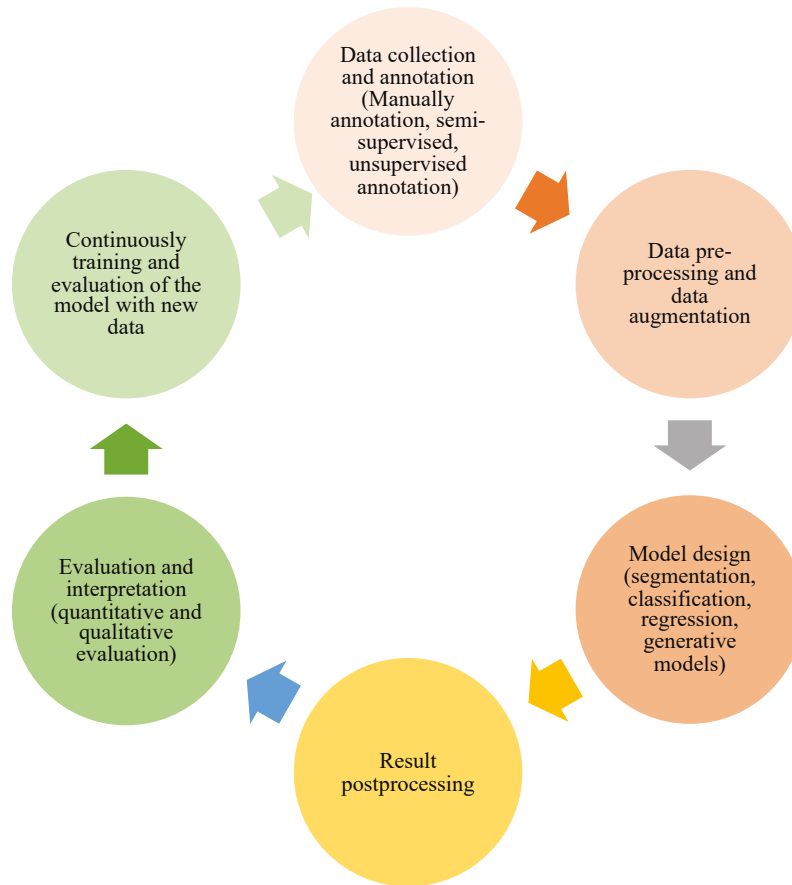 Data collection
and annotation
(Manually
annotation, semi-
supervised,
unsupervised
annotation)
Data pre-
processing and
data
augmentation
Model design
(segmentation,
classification,
regression,
generative
models)
Result
postprocessing
Evaluation and
interpretation
(quantitative and
qualitative
evaluation)
Continuously
training and
evaluation of the
model with new
data